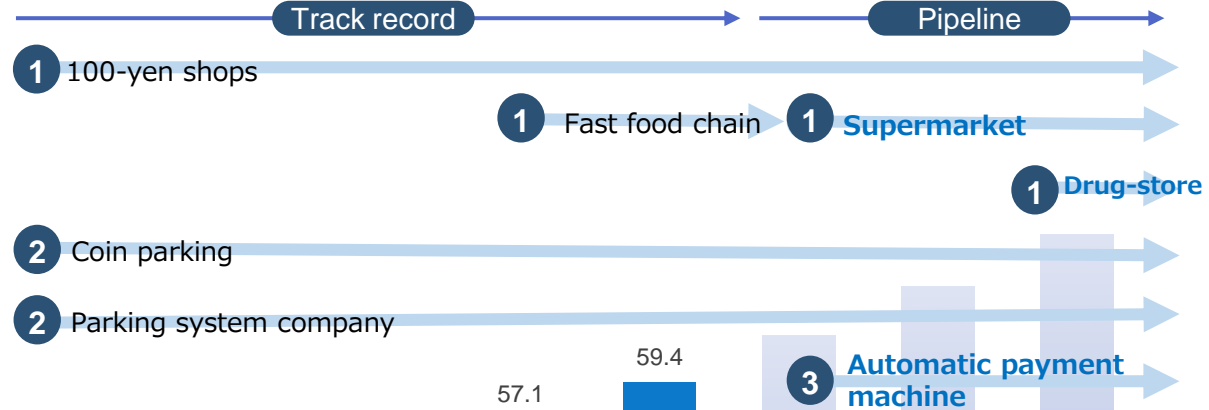 Track record
Pipeline
1 100-yen shops
1 Fast food chain
1 Supermarket
1 Drug-store
2 Coin parking
2 Parking system company
59.4
57.1
3 Automatic payment
machine